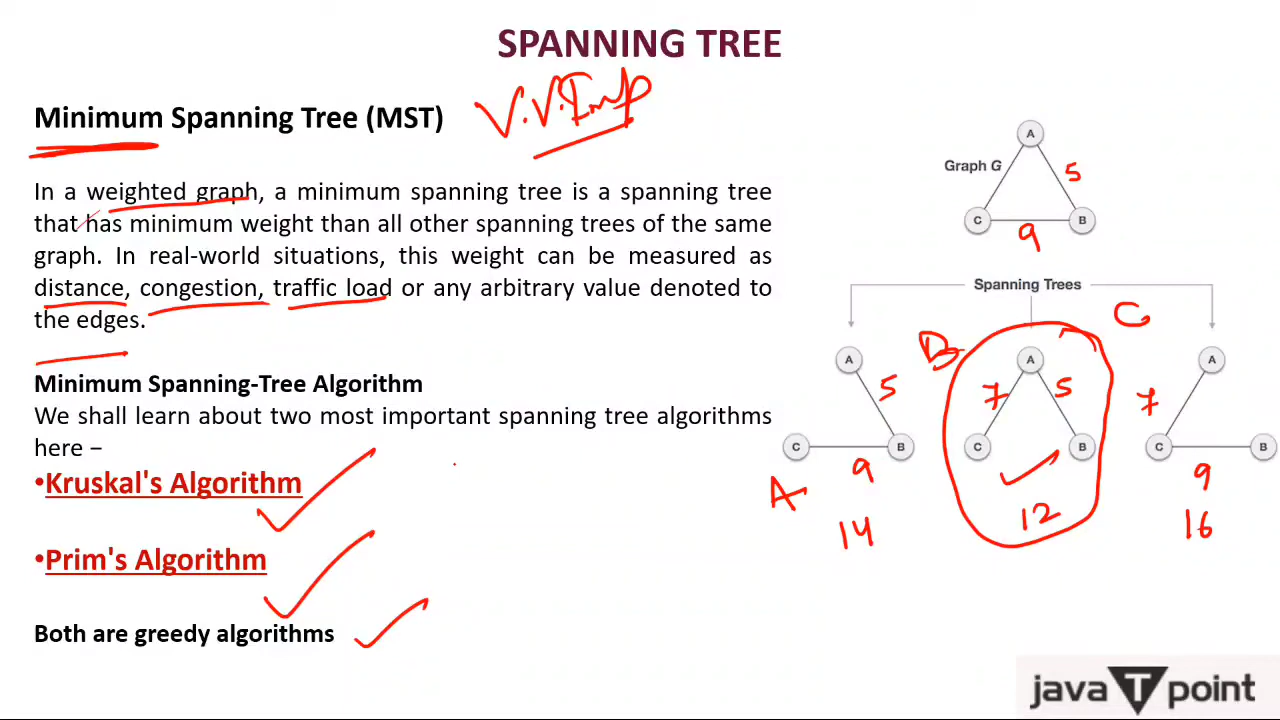 SPANNING TREE
Minimum Spanning Tree (MST)
V.V.Imp
In a weighted graph, a minimum spanning tree is a spanning tree
that has minimum weight than all other spanning trees of the same
graph. In real-world situations, this weight can be measured as
distance, congestion, traffic load or any arbitrary value denoted to
the edges.
Minimum Spanning-Tree Algorithm
We shall learn about two most important spanning tree algorithms
here –
•Kruskal's Algorithm
•Prim's Algorithm
Both are greedy algorithms
A
Graph G
5
C
B
9
Spanning Trees
A
5
C
B
9
A
14
B
A
7
5
C
B
12
C
A
7
C
B
9
16
java T point